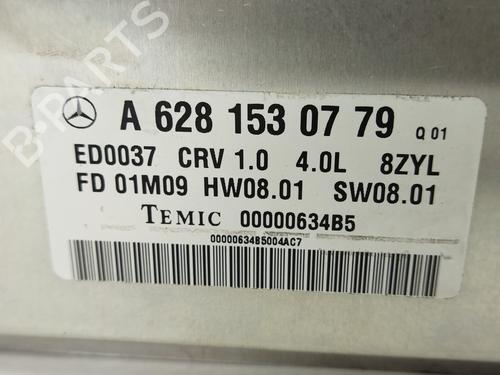 B-PARTS
A 628 153 07 79 Q 01
ED0037 CRV 1.0 4.0L 8ZYL
FD 01M09 HW08.01 SW08.01
TEMIC 00000634B5
00000634B5004AC7